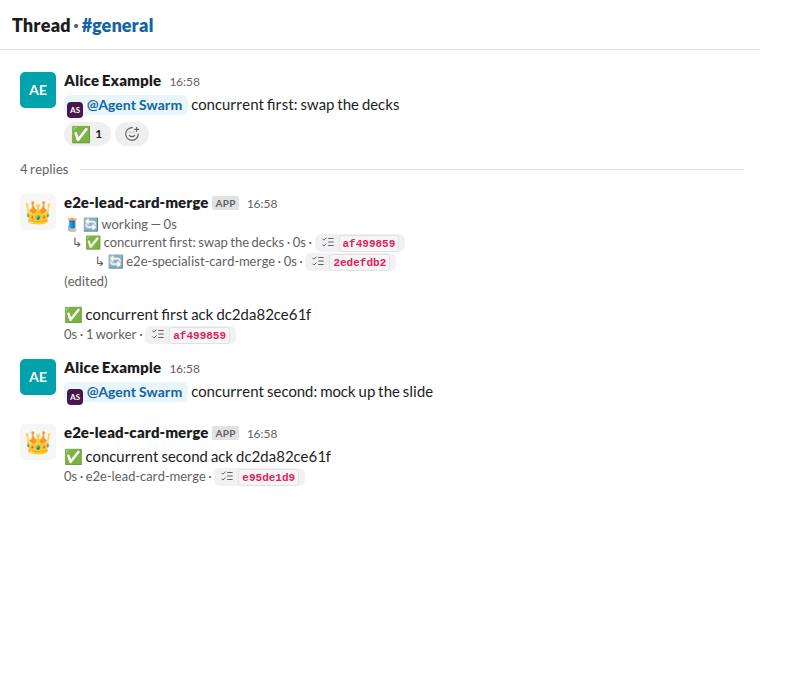 Thread • #general
AE
Alice Example 16:58
AS @Agent Swarm concurrent first: swap the decks
✅ 1
4 replies
e2e-lead-card-merge APP 16:58
🧵 🔄 working — 0s
↳ ✅ concurrent first: swap the decks · 0s · af499859
↳ 🔄 e2e-specialist-card-merge · 0s · 2edefdb2
(edited)
✅ concurrent first ack dc2da82ce61f
0s · 1 worker · af499859
AE
Alice Example 16:58
AS @Agent Swarm concurrent second: mock up the slide
e2e-lead-card-merge APP 16:58
✅ concurrent second ack dc2da82ce61f
0s · e2e-lead-card-merge · e95de1d9